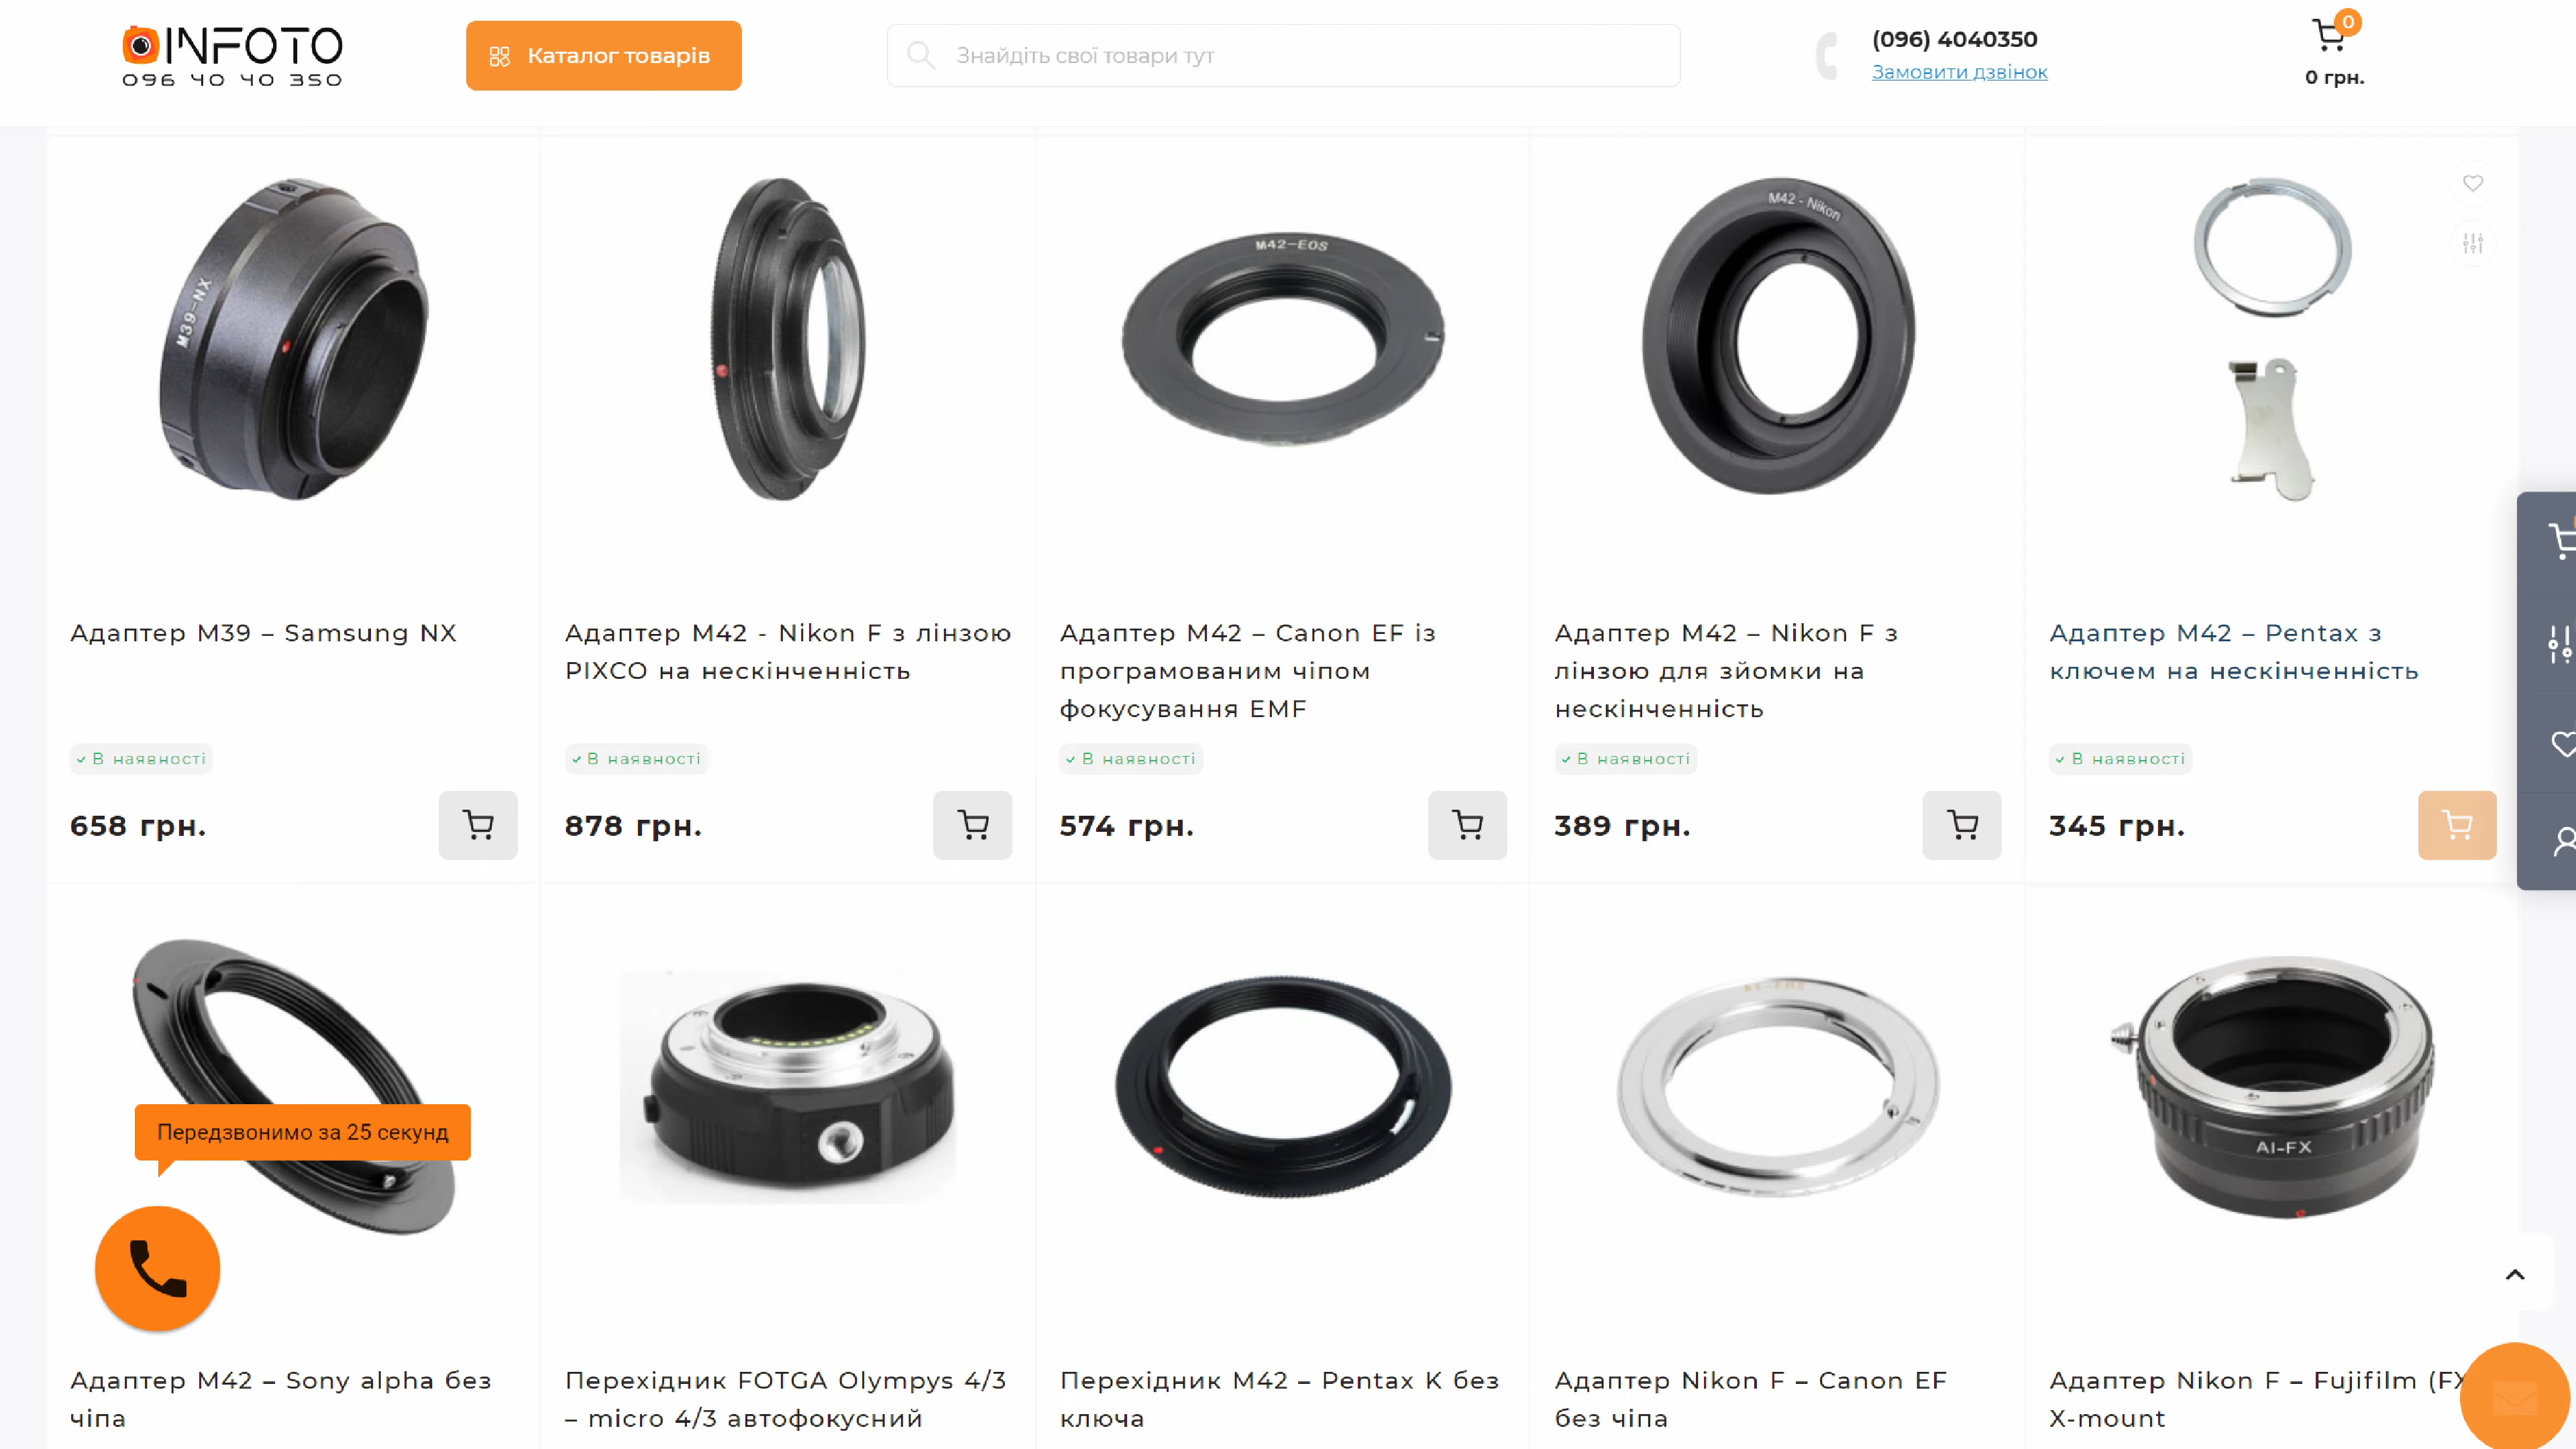 INFOTO
096 40 40 350
Каталог товарів
Знайдіть свої товари тут
(096) 4040350
Замовити дзвінок
0
0 грн.
M39-NX
M42-EOS
M42 - Nikon
Адаптер M39 – Samsung NX
В наявності
658 грн.
Адаптер M42 - Nikon F з лінзою
PIXCO на нескінченність
В наявності
878 грн.
Адаптер M42 – Canon EF із
програмованим чіпом
фокусування EMF
В наявності
574 грн.
Адаптер M42 – Nikon F з
лінзою для зйомки на
нескінченність
В наявності
389 грн.
Адаптер M42 – Pentax з
ключем на нескінченність
В наявності
345 грн.
Передзвонимо за 25 секунд
AI-FX
Адаптер M42 – Sony alpha без
чіпа
Перехідник FOTGA Olympys 4/3
– micro 4/3 автофокусний
Перехідник M42 – Pentax K без
ключа
Адаптер Nikon F – Canon EF
без чіпа
Адаптер Nikon F – Fujifilm (FX
X-mount